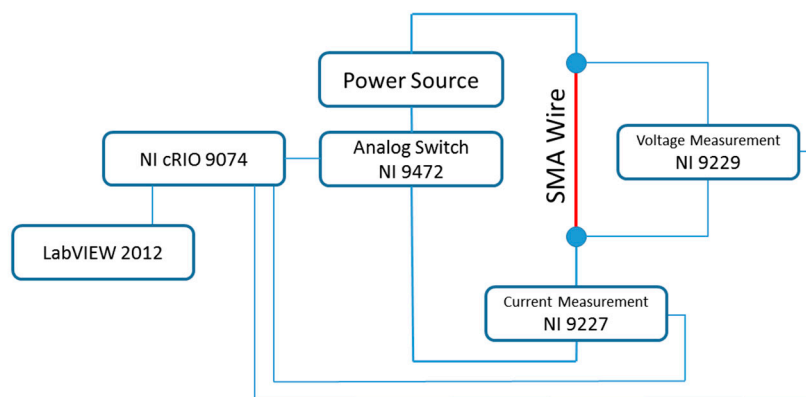 Power Source
SMA Wire
Voltage Measurement
NI 9229
Analog Switch
NI 9472
NI cRIO 9074
LabVIEW 2012
Current Measurement
NI 9227